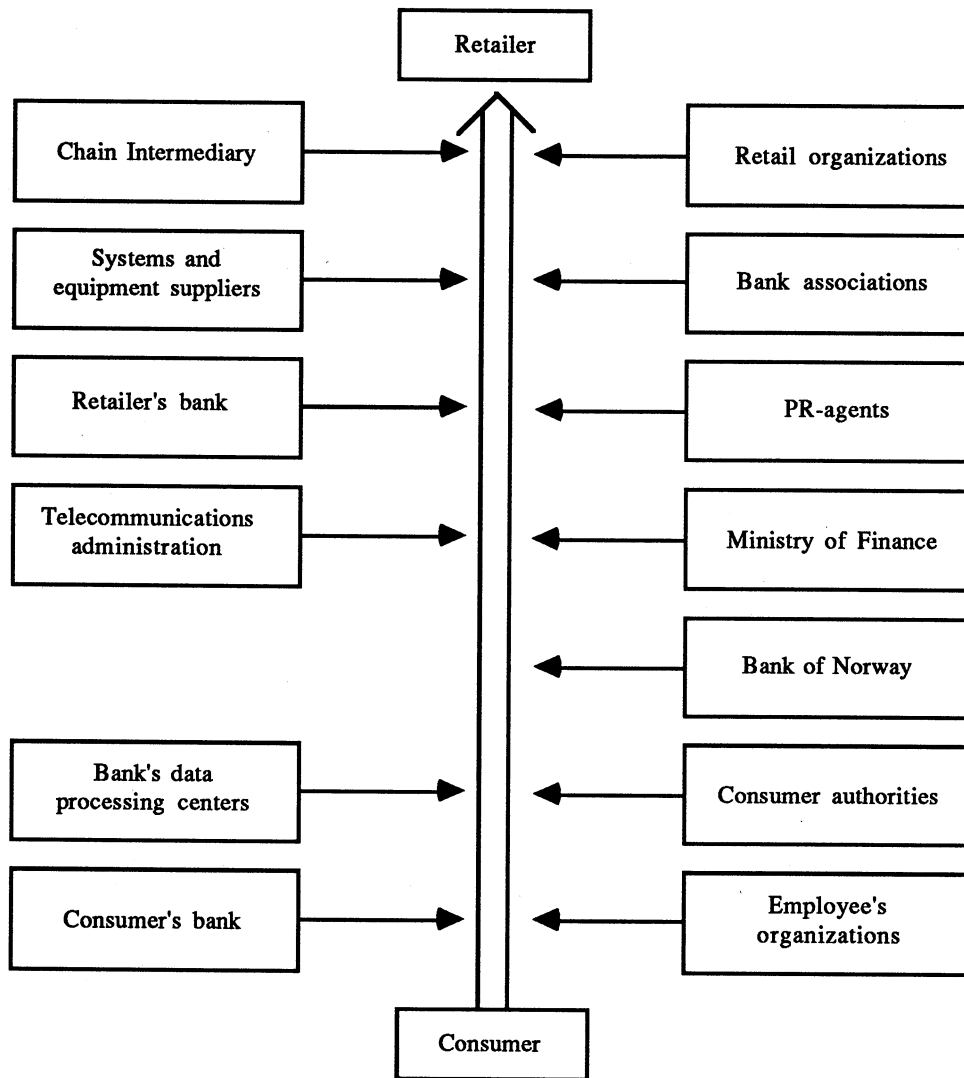 Retailer
Chain Intermediary
Retail organizations
Systems and
equipment suppliers
Bank associations
Retailer's bank
PR-agents
Telecommunications
administration
Ministry of Finance
Bank of Norway
Bank's data
processing centers
Consumer authorities
Consumer's bank
Employee's
organizations
Consumer